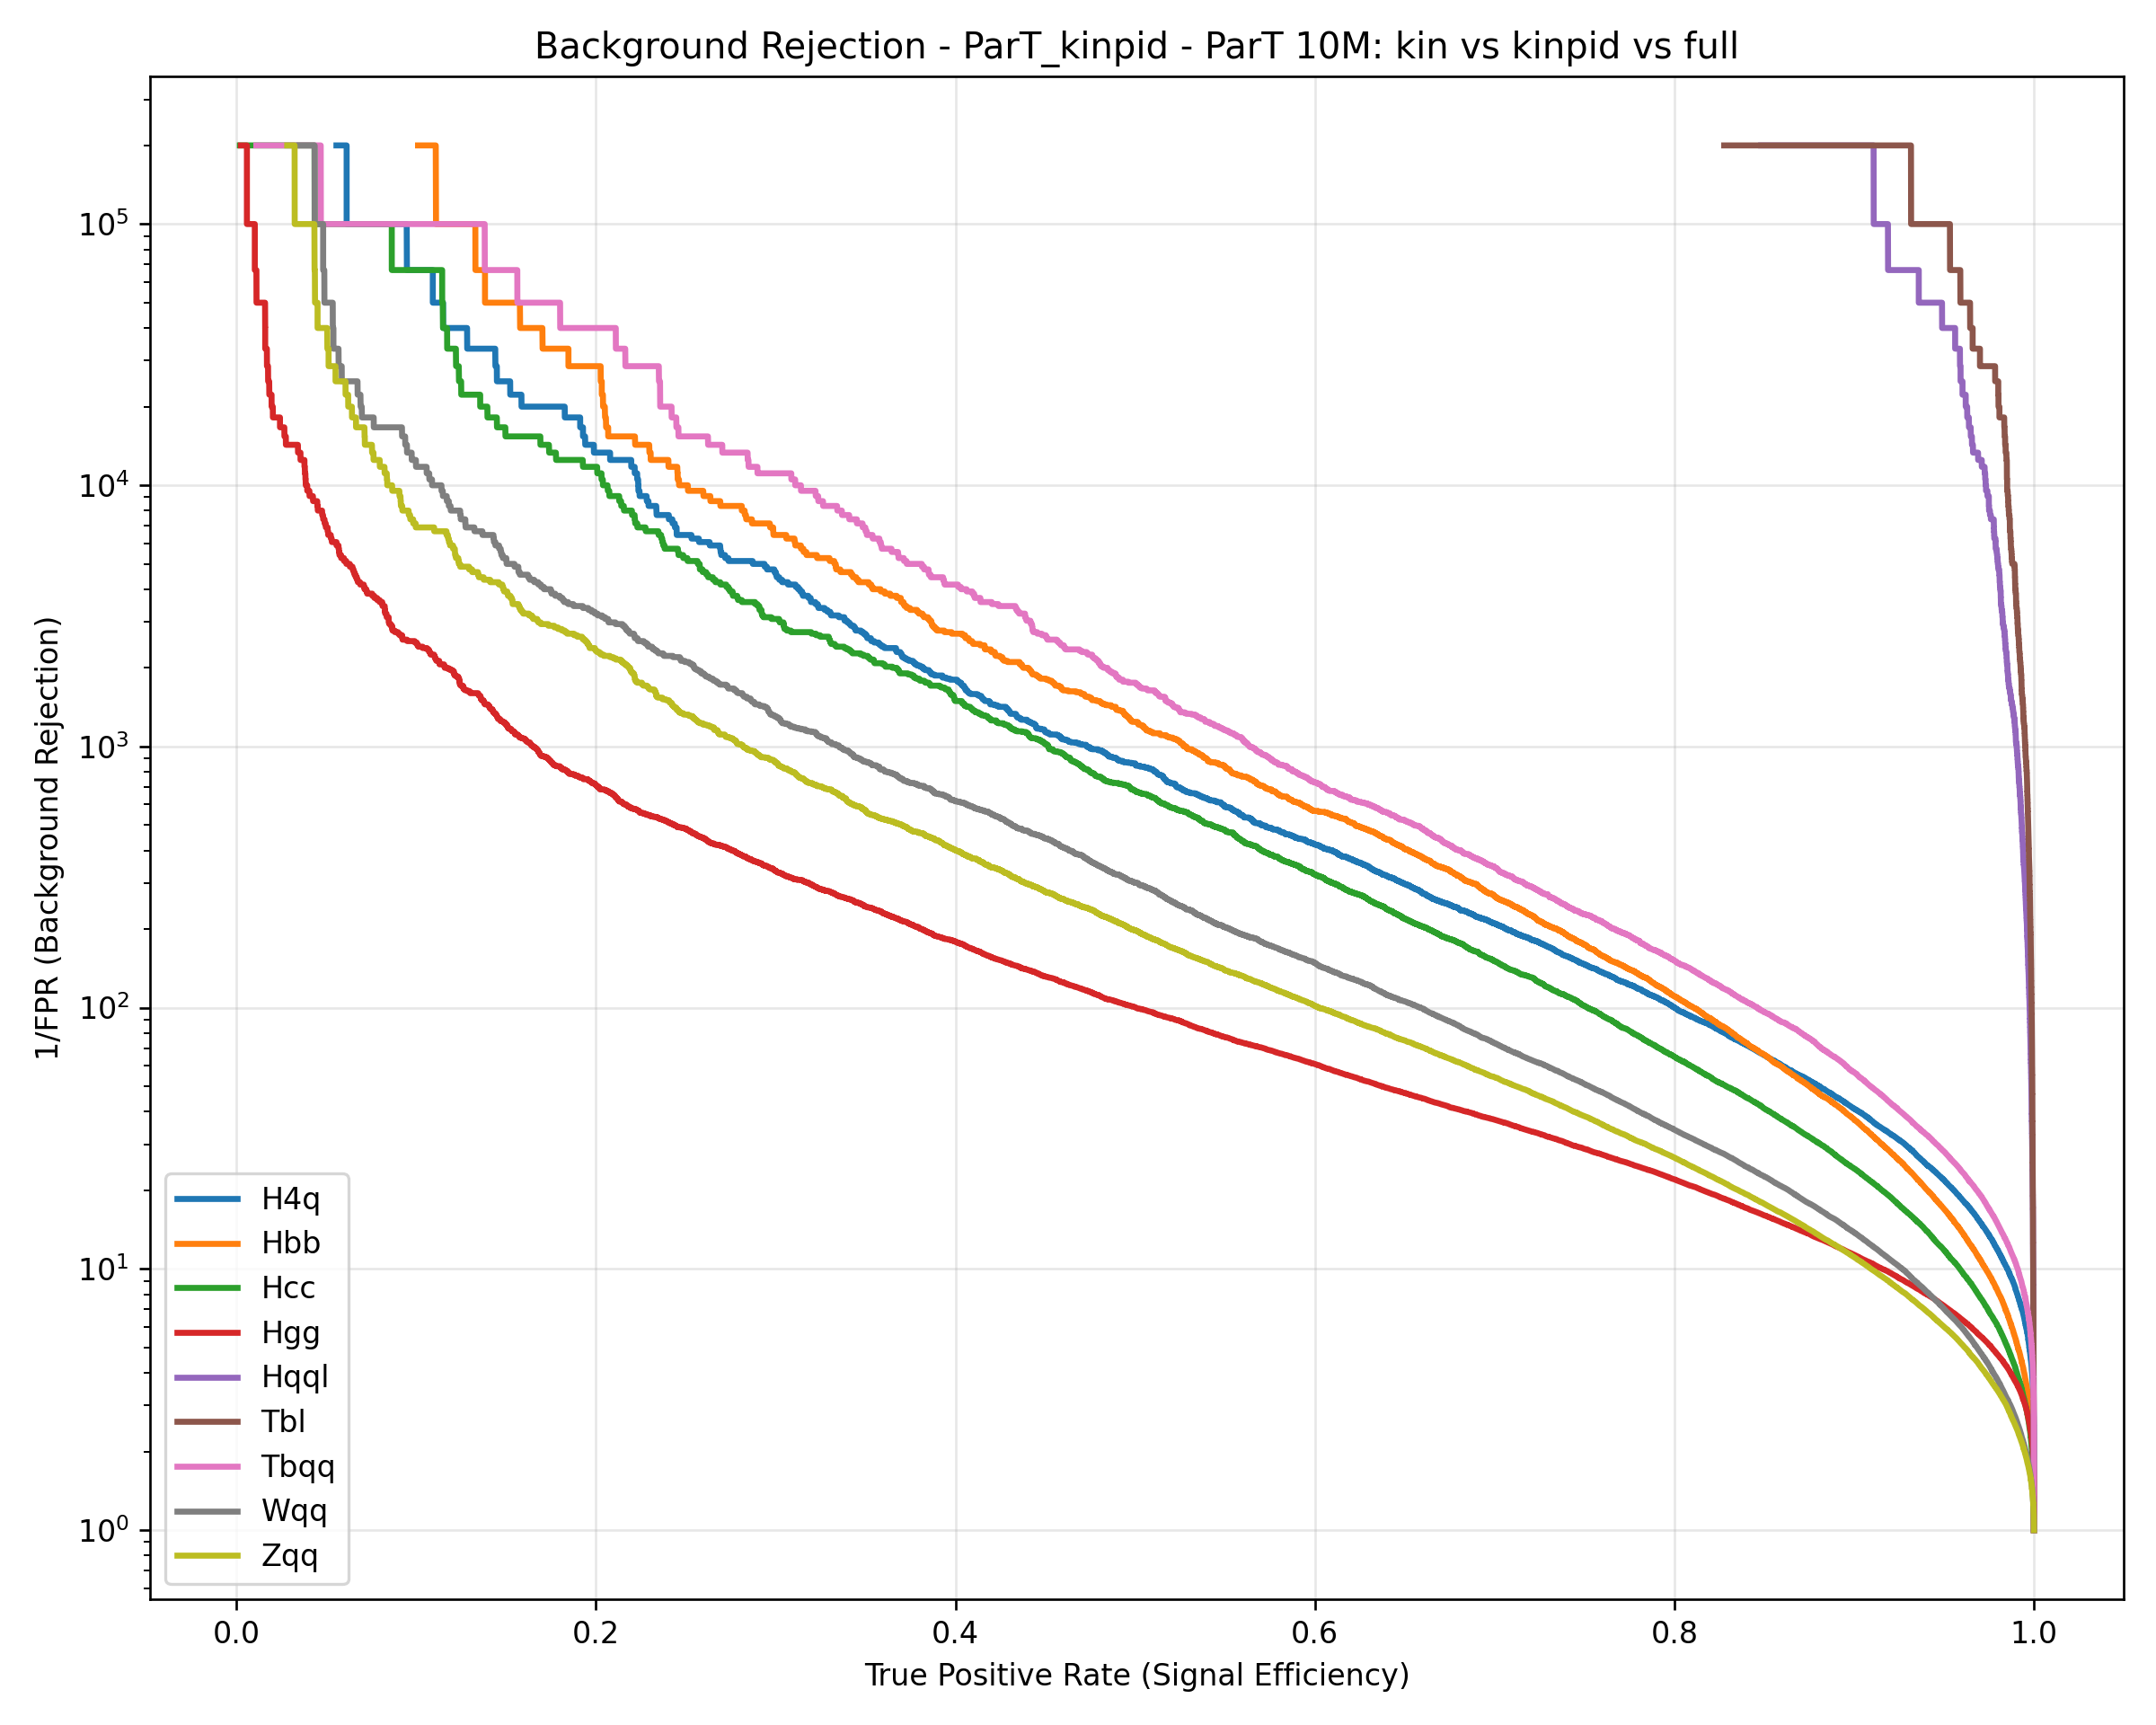 Background Rejection - ParT_kinpid - ParT 10M: kin vs kinpid vs full
1/FPR (Background Rejection)
10^5
10^4
10^3
10^2
10^1
10^0
H4q
Hbb
Hcc
Hgg
Hqql
Tbl
Tbqq
Wqq
Zqq
0.0 0.2 0.4 0.6 0.8 1.0
True Positive Rate (Signal Efficiency)